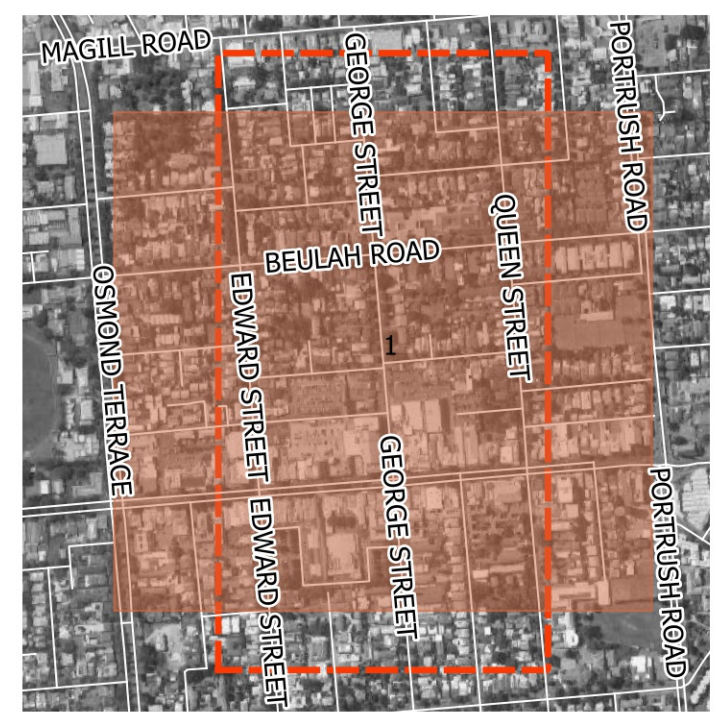 MAGILL ROAD
GEORGE STREET
PORTRUSH ROAD
QUEEN STREET
BEULAH ROAD
OSMOND TERRACE
EDWARD STREET
1
GEORGE STREET
PORTRUSH ROAD
EDWARD STREET